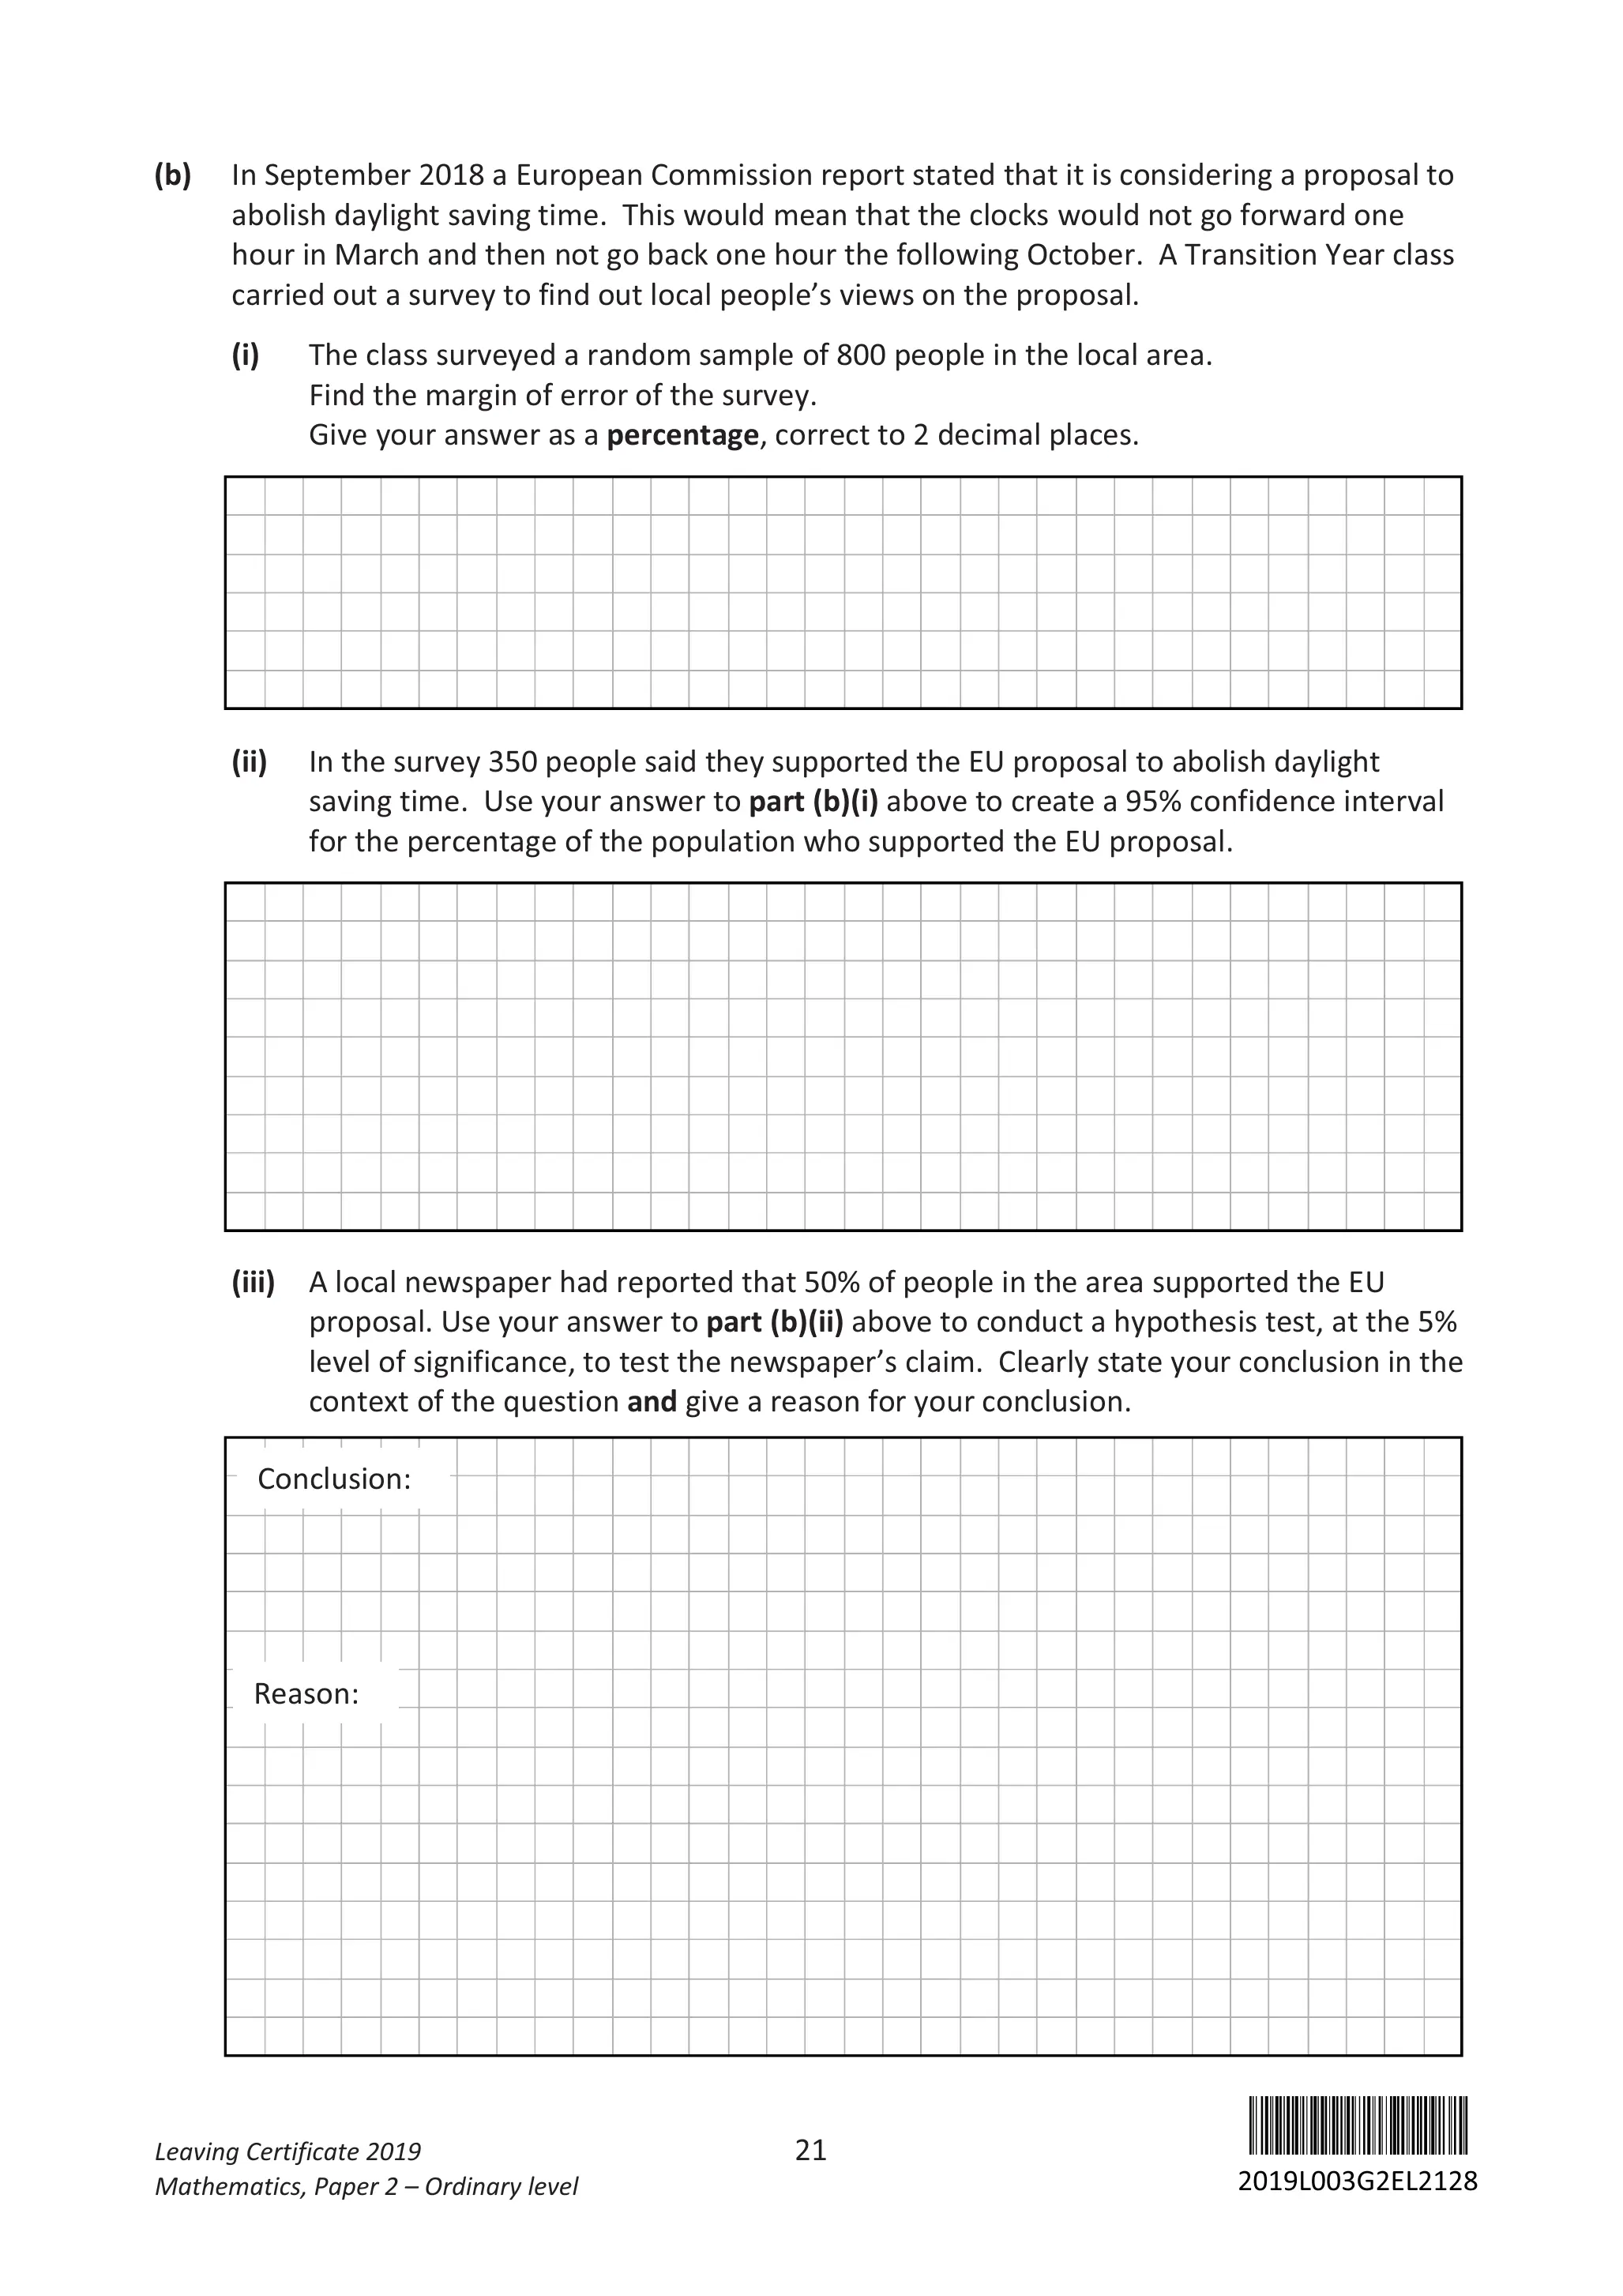 (b) In September 2018 a European Commission report stated that it is considering a proposal to
abolish daylight saving time. This would mean that the clocks would not go forward one
hour in March and then not go back one hour the following October. A Transition Year class
carried out a survey to find out local people’s views on the proposal.
(i) The class surveyed a random sample of 800 people in the local area.
Find the margin of error of the survey.
Give your answer as a percentage, correct to 2 decimal places.
(ii) In the survey 350 people said they supported the EU proposal to abolish daylight
saving time. Use your answer to part (b)(i) above to create a 95% confidence interval
for the percentage of the population who supported the EU proposal.
(iii) A local newspaper had reported that 50% of people in the area supported the EU
proposal. Use your answer to part (b)(ii) above to conduct a hypothesis test, at the 5%
level of significance, to test the newspaper’s claim. Clearly state your conclusion in the
context of the question and give a reason for your conclusion.
Conclusion:
Reason:
Leaving Certificate 2019
Mathematics, Paper 2 – Ordinary level
21
2019L003G2EL2128